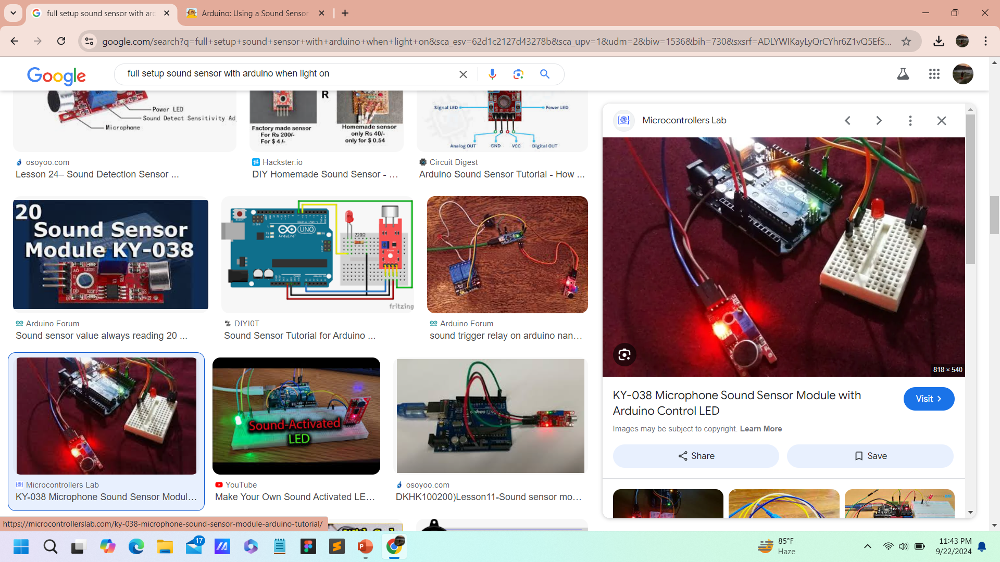 full setup sound sensor with ard
Arduino: Using a Sound Sensor
google.com/search?q=full+setup+sound+sensor+with+arduino+when+light+on&sca_esv=62d1c2127d43278b&sca_upv=1&udm=2&biw=1536&bih=730&sxsrf=ADLYWIKayLyQrCYhr6Z1vQ5EfS...
Google
full setup sound sensor with arduino when light on
Power LED
Sound Detect Sensitivity Ad
Microphone
R
Factory made sensor
For Rs 200/-
For $ 4 /-
Homemade sensor
only Rs 40/-
only for $ 0.54
Signal LED
Power LED
Analog OUT
GND
VCC
Digital OUT
osoyoo.com
Lesson 24– Sound Detection Sensor ...
Hackster.io
DIY Homemade Sound Sensor - ...
Circuit Digest
Arduino Sound Sensor Tutorial - How ...
20
Sound Sensor
Module KY-038
UNO
Arduino
220Ω
fritzing
Arduino Forum
Sound sensor value always reading 20 ...
DIYI0T
Sound Sensor Tutorial for Arduino ...
Arduino Forum
sound trigger relay on arduino nan...
Sound-Activated
LED
Microcontrollers Lab
KY-038 Microphone Sound Sensor Modul...
YouTube
Make Your Own Sound Activated LE...
osoyoo.com
DKHK100200)Lesson11-Sound sensor mo...
Microcontrollers Lab
818 × 540
KY-038 Microphone Sound Sensor Module with
Arduino Control LED
Visit
Images may be subject to copyright. Learn More
Share
Save
https://microcontrollerslab.com/ky-038-microphone-sound-sensor-module-arduino-tutorial/
17
85°F
Haze
11:43 PM
9/22/2024